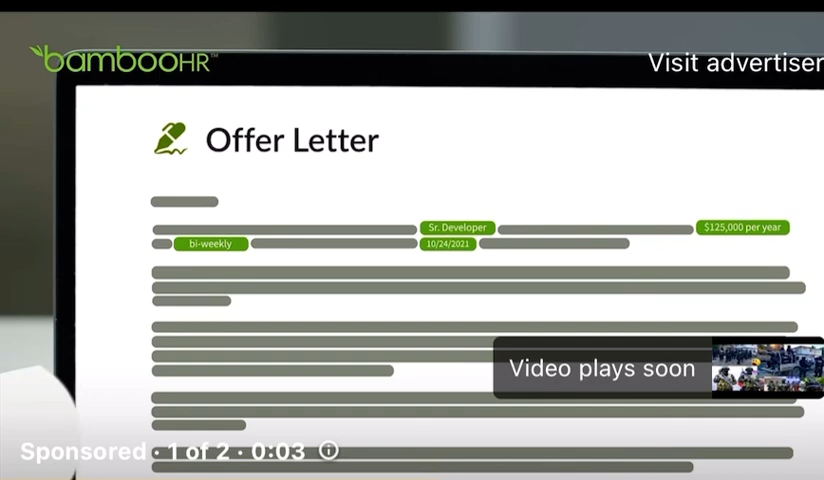 bambooHR™
Visit advertiser
Offer Letter
Sr. Developer
$125,000 per year
bi-weekly
10/24/2021
Video plays soon
Sponsored · 1 of 2 · 0:03